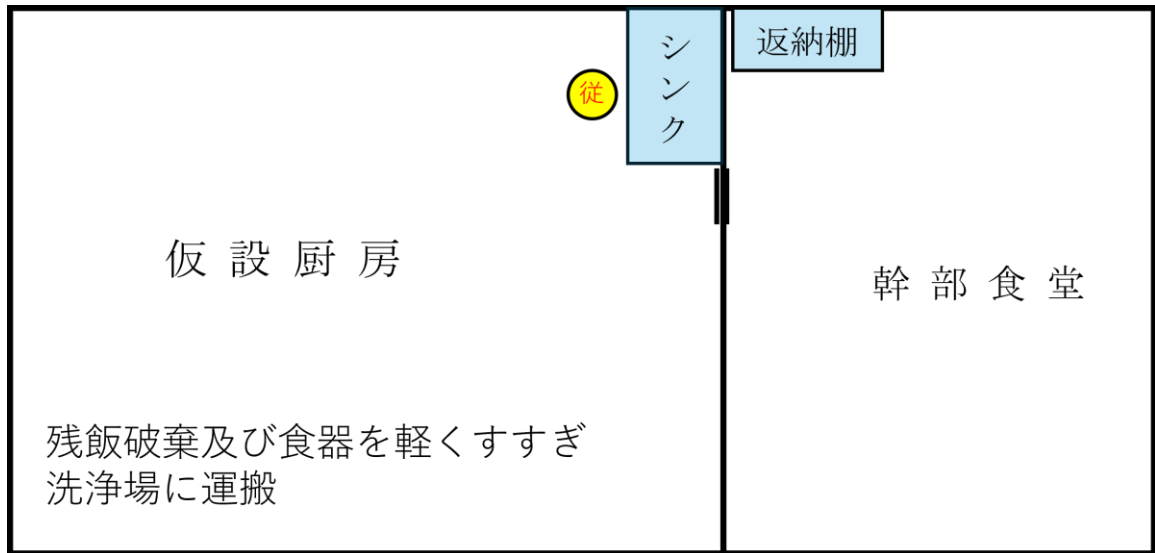 シンク
返納棚
従
仮設厨房
幹部食堂
残飯破棄及び食器を軽くすすぎ
洗浄場に運搬